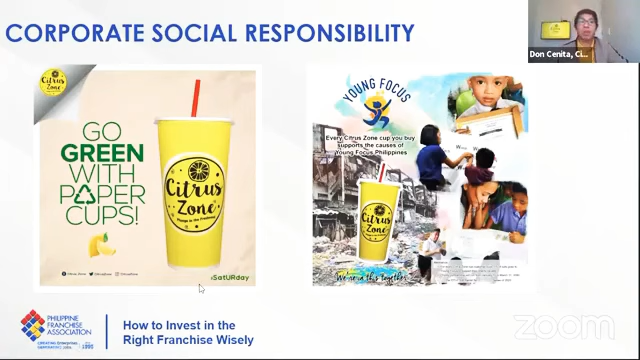 CORPORATE SOCIAL RESPONSIBILITY
Don Cenita, Ci...
Citrus
Zone
GO
GREEN
WITH
PAPER
CUPS!
Citrus
Zone
#SatURday
YOUNG FOCUS
Every Citrus Zone cup you buy
supports the causes of
Young Focus Philippines
Citrus
Zone
We're in this together
PHILIPPINE
FRANCHISE
ASSOCIATION
How to Invest in the
Right Franchise Wisely
zoom